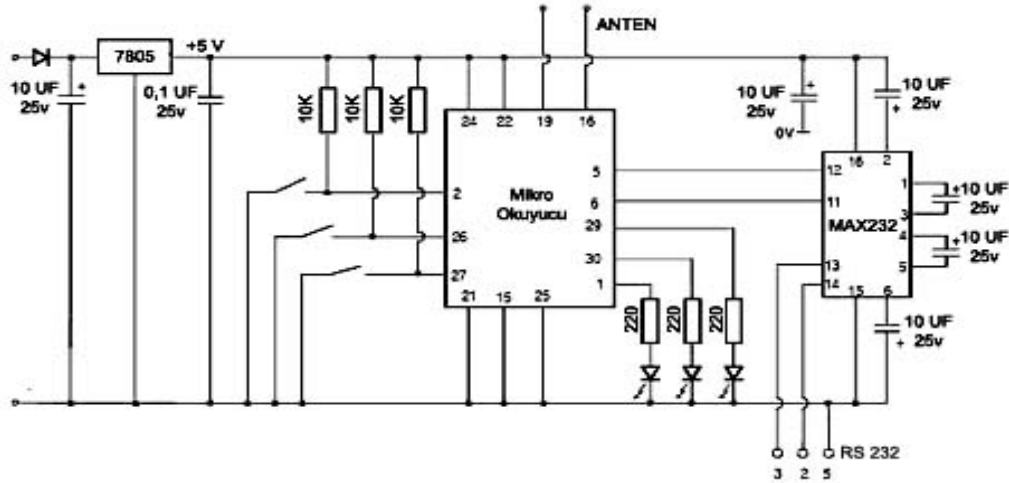 ANTEN
7805
+5 V
10 UF
25v
+
0,1 UF
25v
10K
10K
10K
24
22
19
16
10 UF
25v
+
0V
10 UF
25v
+
2
26
27
Mikro
Okuyucu
5
6
29
30
1
21
15
25
12
11
16
2
MAX232
13
14
15
6
1
3
4
5
+10 UF
25v
+10 UF
25v
10 UF
25v
+
220
220
220
RS 232
3
2
5